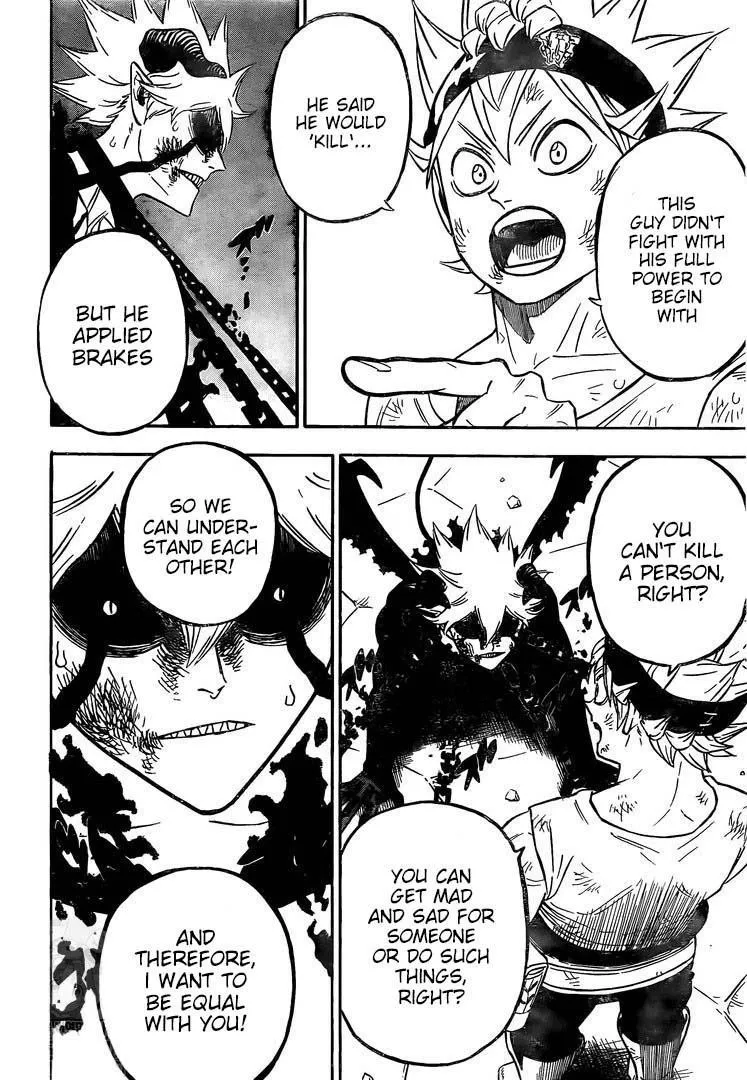 THIS
GUY DIDN'T
FIGHT WITH
HIS FULL
POWER TO
BEGIN
WITH
HE SAID
HE WOULD
'KILL'...
BUT HE
APPLIED
BRAKES
YOU
CAN'T KILL
A PERSON,
RIGHT?
YOU CAN
GET MAD
AND SAD FOR
SOMEONE
OR DO SUCH
THINGS,
RIGHT?
SO WE
CAN UNDER-
STAND EACH
OTHER!
AND
THEREFORE,
I WANT TO
BE EQUAL
WITH YOU!